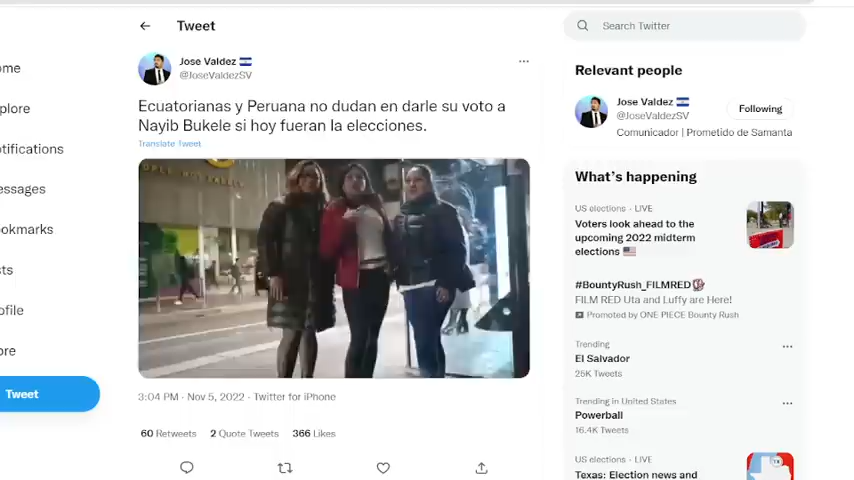 Tweet
Search Twitter
Jose Valdez
@JoseValdezSV
Ecuatorianas y Peruana no dudan en darle su voto a
Nayib Bukele si hoy fueran la elecciones.
Translate Tweet
3:04 PM · Nov 5, 2022 · Twitter for iPhone
60 Retweets 2 Quote Tweets 366 Likes
ome
plore
otifications
essages
okmarks
sts
ofile
ore
Tweet
Relevant people
Jose Valdez
@JoseValdezSV
Following
Comunicador | Prometido de Samanta
What's happening
US elections · LIVE
Voters look ahead to the
upcoming 2022 midterm
elections
#BountyRush_FILMRED
FILM RED Uta and Luffy are Here!
Promoted by ONE PIECE Bounty Rush
Trending
El Salvador
25K Tweets
Trending in United States
Powerball
16.4K Tweets
US elections · LIVE
Texas: Election news and